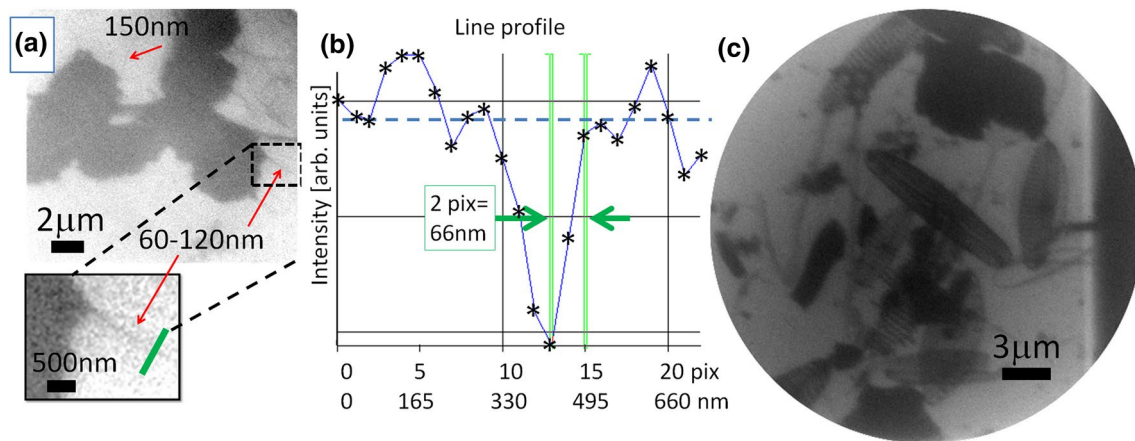 (a)
150nm
2μm
60-120nm
500nm
(b)
Line profile
Intensity [arb. units]
2 pix=
66nm
0 5 10 15 20 pix
0 165 330 495 660 nm
(c)
3μm